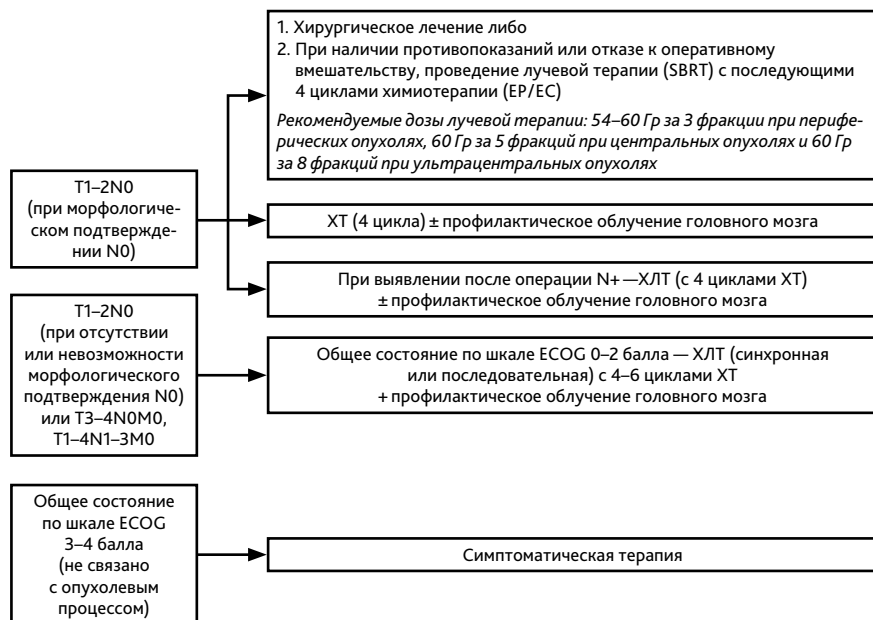 1. Хирургическое лечение либо
2. При наличии противопоказаний или отказе к оперативному
вмешательству, проведение лучевой терапии (SBRT) с последующими
4 циклами химиотерапии (EP/EC)
Рекомендуемые дозы лучевой терапии: 54–60 Гр за 3 фракции при перифе-
рических опухолях, 60 Гр за 5 фракций при центральных опухолях и 60 Гр
за 8 фракций при ультрацентральных опухолях
T1–2N0
(при морфологиче-
ском подтвержде-
нии N0)
ХТ (4 цикла) ± профилактическое облучение головного мозга
При выявлении после операции N+ —ХЛТ (с 4 циклами ХТ)
± профилактическое облучение головного мозга
T1–2N0
(при отсутствии
или невозможности
морфологического
подтверждения N0)
или T3–4N0M0,
T1–4N1–3M0
Общее состояние по шкале ECOG 0–2 балла — ХЛТ (синхронная
или последовательная) с 4–6 циклами ХТ
+ профилактическое облучение головного мозга
Общее состояние
по шкале ECOG
3–4 балла
(не связано
с опухолевым
процессом)
Симптоматическая терапия